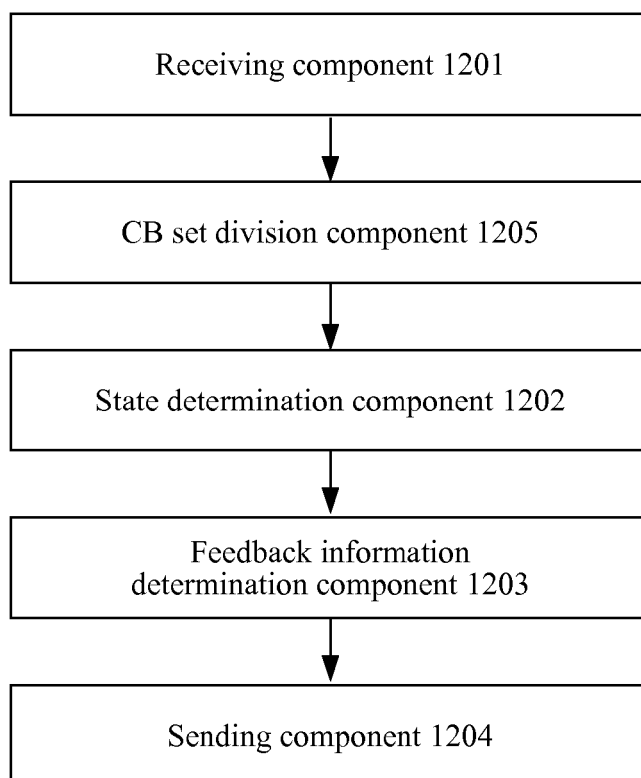 Receiving component 1201
CB set division component 1205
State determination component 1202
Feedback information
determination component 1203
Sending component 1204